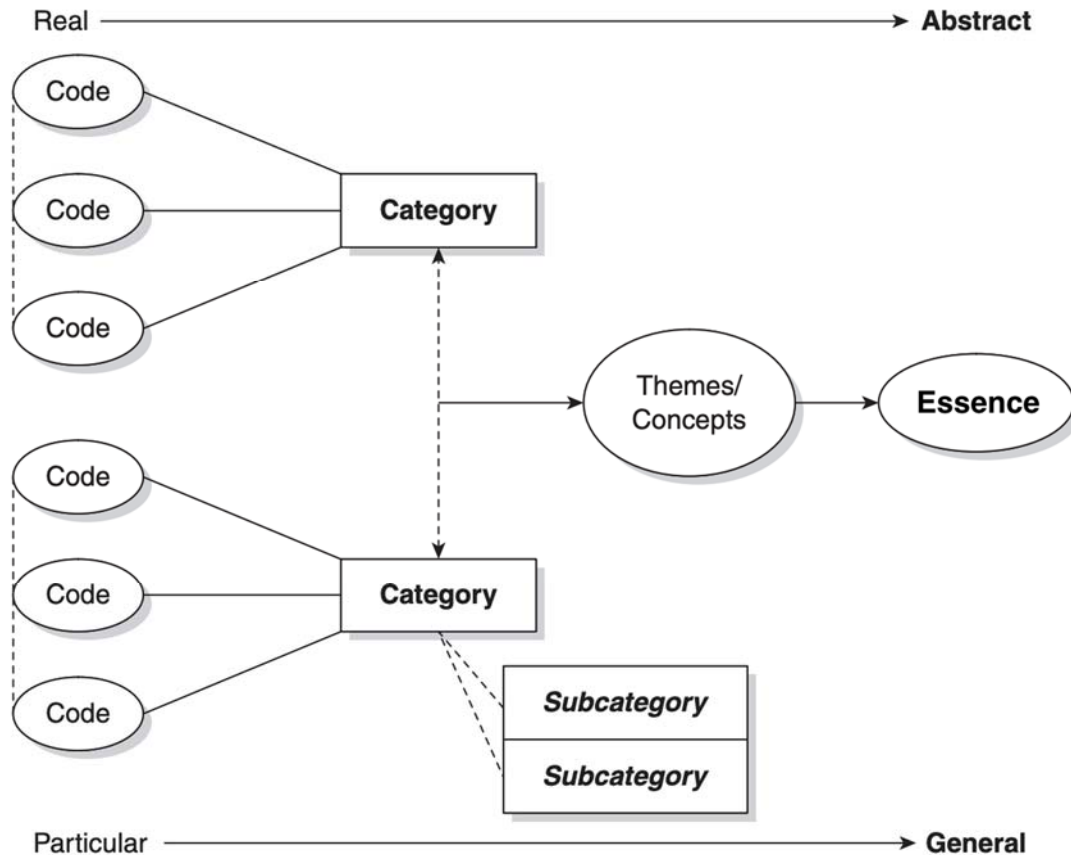 Real
Abstract
Code
Code
Category
Code
Themes/
Concepts
Essence
Code
Code
Category
Code
Subcategory
Subcategory
Particular
General